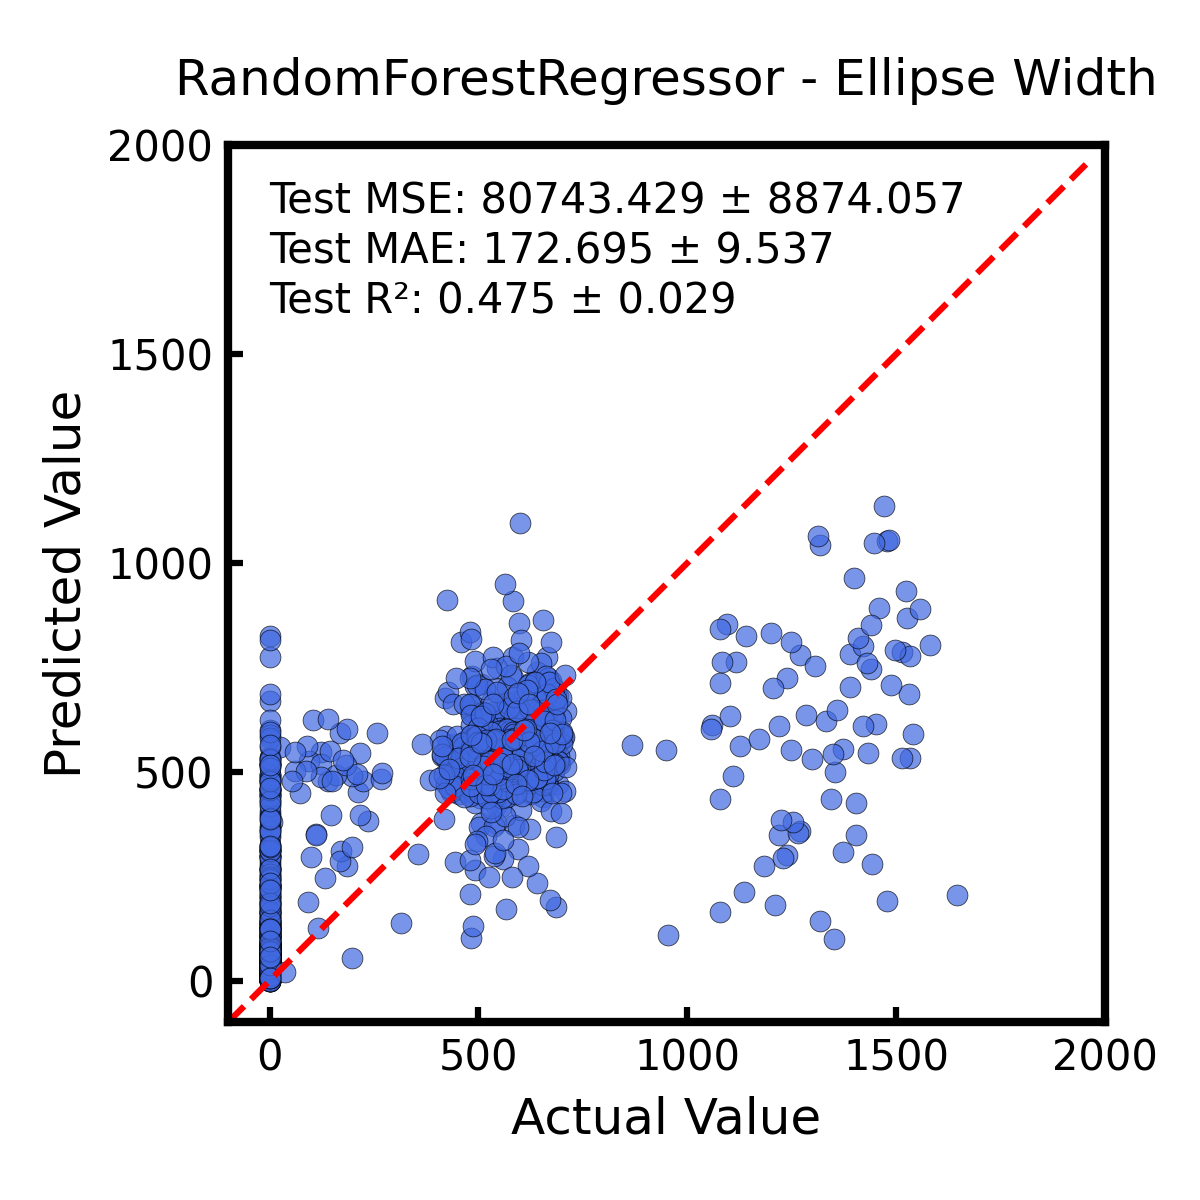 RandomForestRegressor - Ellipse Width
2000
Test MSE: 80743.429 ± 8874.057
Test MAE: 172.695 ± 9.537
Test R²: 0.475 ± 0.029
1500
1000
500
0
Predicted Value
0 500 1000 1500 2000
Actual Value